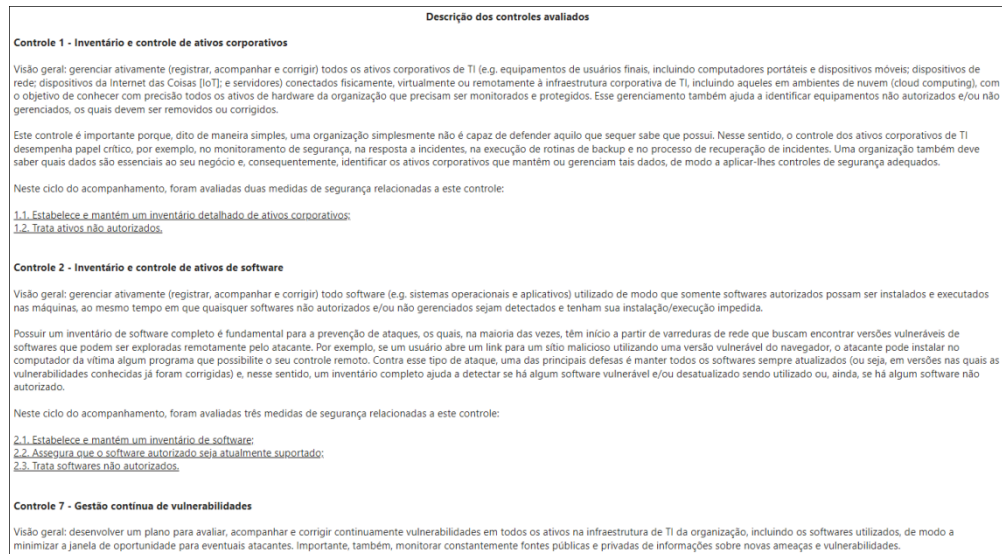 Descrição dos controles avaliados
Controle 1 - Inventário e controle de ativos corporativos
Visão geral: gerenciar ativamente (registrar, acompanhar e corrigir) todos os ativos corporativos de TI (e.g. equipamentos de usuários finais, incluindo computadores portáteis e dispositivos móveis; dispositivos de
rede; dispositivos da Internet das Coisas [IoT]; e servidores) conectados fisicamente, virtualmente ou remotamente à infraestrutura corporativa de TI, incluindo aqueles em ambientes de nuvem (cloud computing), com
o objetivo de conhecer com precisão todos os ativos de hardware da organização que precisam ser monitorados e protegidos. Esse gerenciamento também ajuda a identificar equipamentos não autorizados e/ou não
gerenciados, os quais devem ser removidos ou corrigidos.
Este controle é importante porque, dito de maneira simples, uma organização simplesmente não é capaz de defender aquilo que sequer sabe que possui. Nesse sentido, o controle dos ativos corporativos de TI
desempenha papel crítico, por exemplo, no monitoramento de segurança, na resposta a incidentes, na execução de rotinas de backup e no processo de recuperação de incidentes. Uma organização também deve
saber quais dados são essenciais ao seu negócio e, consequentemente, identificar os ativos corporativos que mantêm ou gerenciam tais dados, de modo a aplicar-lhes controles de segurança adequados.
Neste ciclo do acompanhamento, foram avaliadas duas medidas de segurança relacionadas a este controle:
1.1. Estabelece e mantém um inventário detalhado de ativos corporativos;
1.2. Trata ativos não autorizados.
Controle 2 - Inventário e controle de ativos de software
Visão geral: gerenciar ativamente (registrar, acompanhar e corrigir) todo software (e.g. sistemas operacionais e aplicativos) utilizado de modo que somente softwares autorizados possam ser instalados e executados
nas máquinas, ao mesmo tempo em que quaisquer softwares não autorizados e/ou não gerenciados sejam detectados e tenham sua instalação/execução impedida.
Possuir um inventário de software completo é fundamental para a prevenção de ataques, os quais, na maioria das vezes, têm início a partir de varreduras de rede que buscam encontrar versões vulneráveis de
softwares que podem ser exploradas remotamente pelo atacante. Por exemplo, se um usuário abre um link para um sítio malicioso utilizando uma versão vulnerável do navegador, o atacante pode instalar no
computador da vítima algum programa que possibilite o seu controle remoto. Contra esse tipo de ataque, uma das principais defesas é manter todos os softwares sempre atualizados (ou seja, em versões nas quais as
vulnerabilidades conhecidas já foram corrigidas) e, nesse sentido, um inventário completo ajuda a detectar se há algum software vulnerável e/ou desatualizado sendo utilizado ou, ainda, se há algum software não
autorizado.
Neste ciclo do acompanhamento, foram avaliadas três medidas de segurança relacionadas a este controle:
2.1. Estabelece e mantém um inventário de software;
2.2. Assegura que o software autorizado seja atualmente suportado;
2.3. Trata softwares não autorizados.
Controle 7 - Gestão contínua de vulnerabilidades
Visão geral: desenvolver um plano para avaliar, acompanhar e corrigir continuamente vulnerabilidades em todos os ativos na infraestrutura de TI da organização, incluindo os softwares utilizados, de modo a
minimizar a janela de oportunidade para eventuais atacantes. Importante, também, monitorar constantemente fontes públicas e privadas de informações sobre novas ameaças e vulnerabilidades.